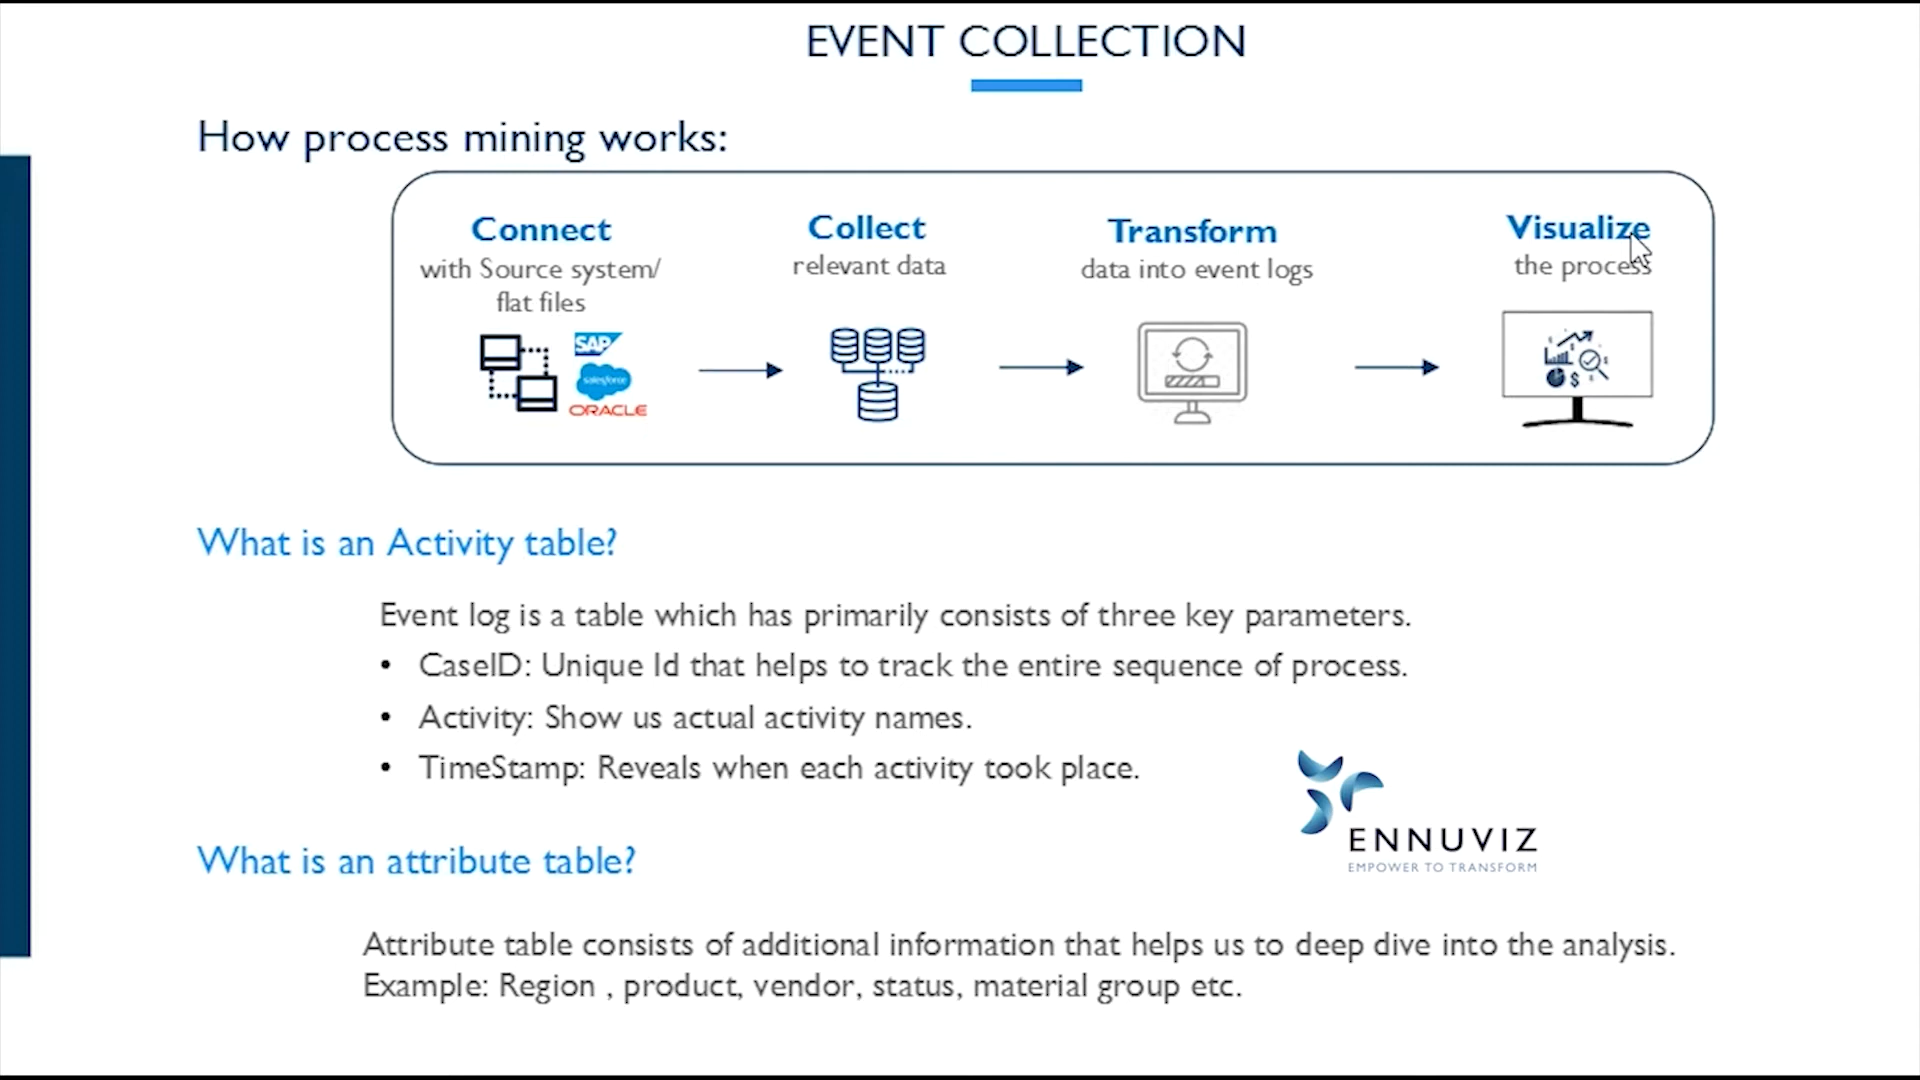 EVENT COLLECTION
How process mining works:
Connect
with Source system/
flat files
SAP
salesforce
ORACLE
Collect
relevant data
Transform
data into event logs
Visualize
the process
What is an Activity table?
Event log is a table which has primarily consists of three key parameters.
• CaseID: Unique Id that helps to track the entire sequence of process.
• Activity: Show us actual activity names.
• TimeStamp: Reveals when each activity took place.
ENNUVIZ
EMPOWER TO TRANSFORM
What is an attribute table?
Attribute table consists of additional information that helps us to deep dive into the analysis.
Example: Region , product, vendor, status, material group etc.